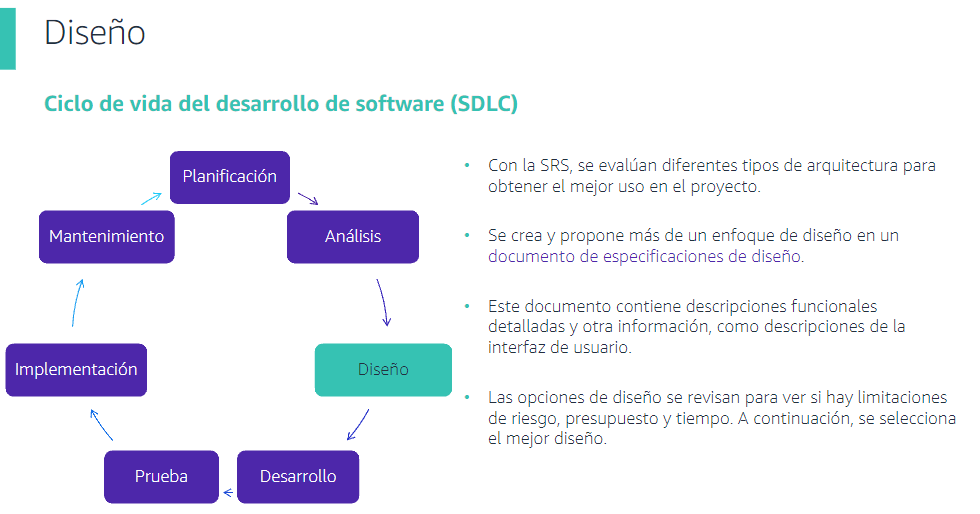 Diseño
Ciclo de vida del desarrollo de software (SDLC)
Planificación
Análisis
Diseño
Desarrollo
Prueba
Implementación
Mantenimiento
• Con la SRS, se evalúan diferentes tipos de arquitectura para
obtener el mejor uso en el proyecto.
• Se crea y propone más de un enfoque de diseño en un
documento de especificaciones de diseño.
• Este documento contiene descripciones funcionales
detalladas y otra información, como descripciones de la
interfaz de usuario.
• Las opciones de diseño se revisan para ver si hay limitaciones
de riesgo, presupuesto y tiempo. A continuación, se selecciona
el mejor diseño.